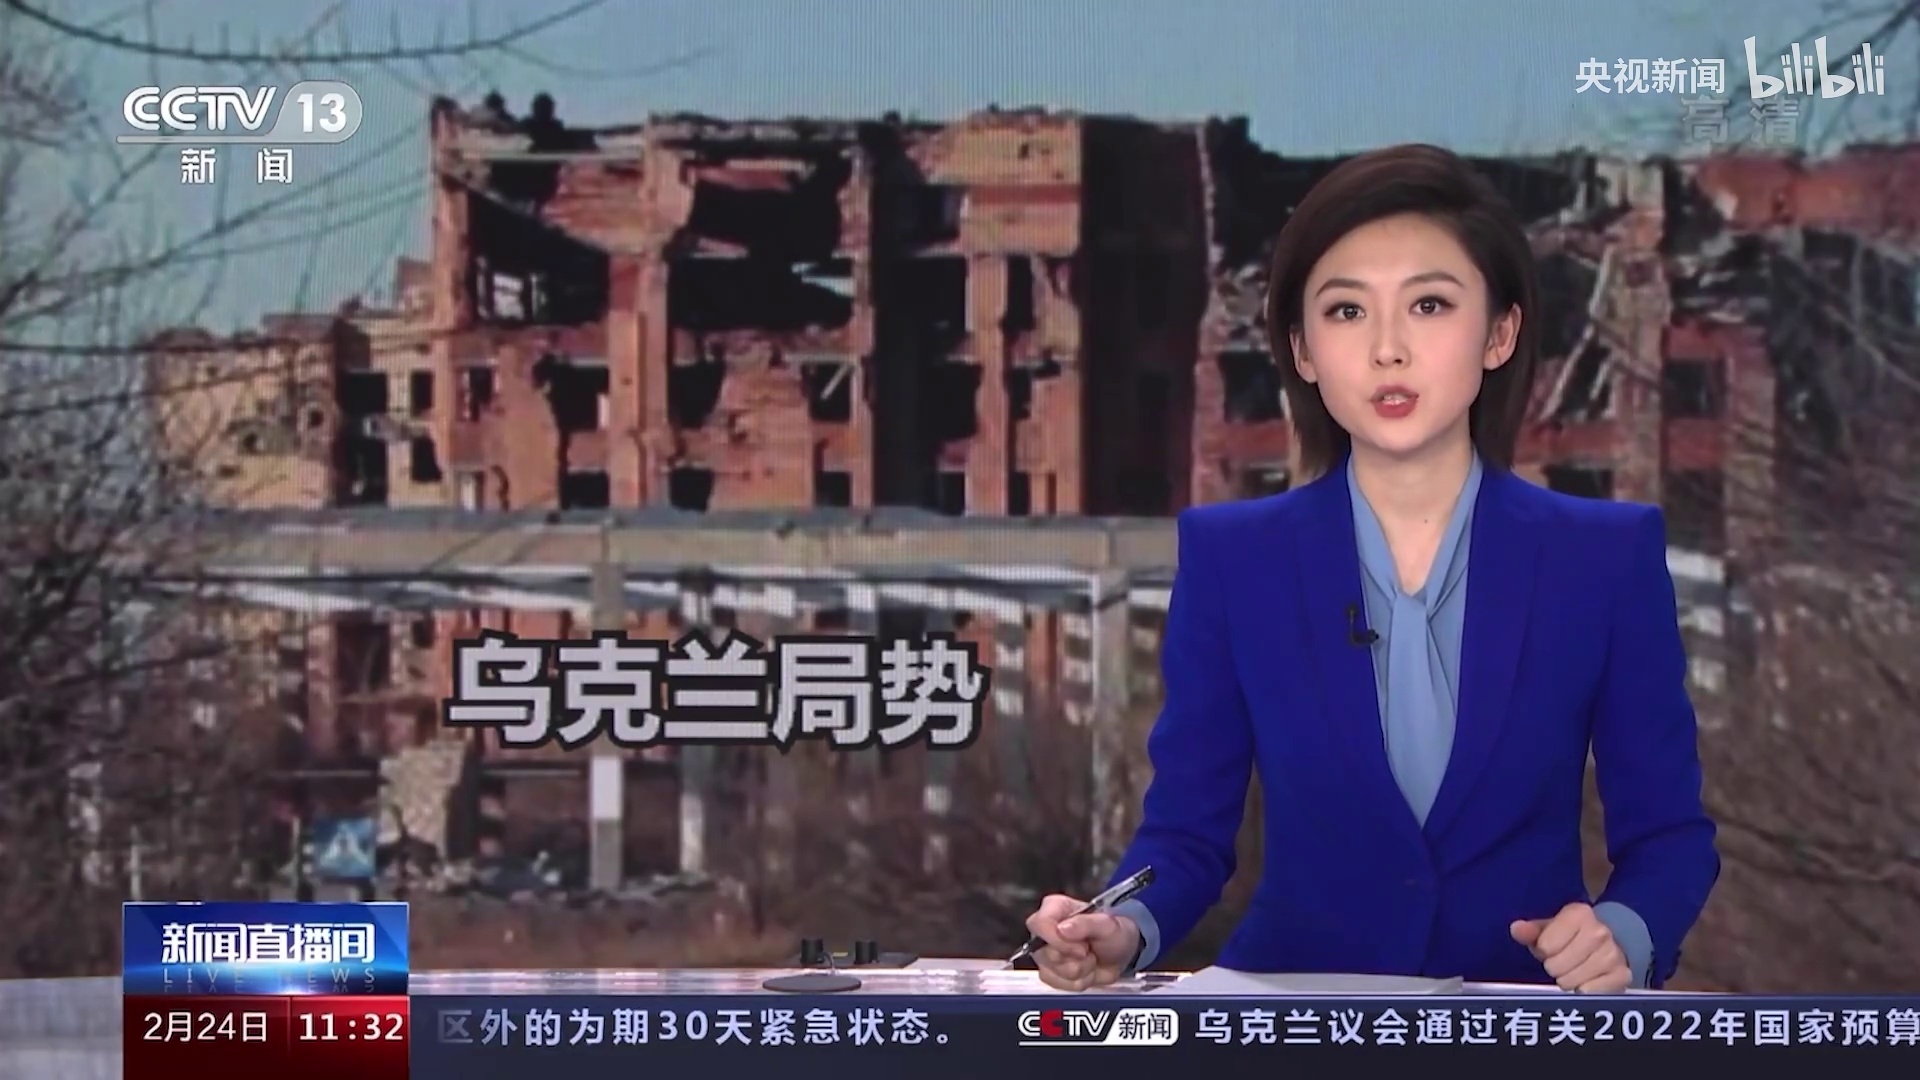 央视新闻 bilibili
高清
CCTV 13
新闻
乌克兰局势
新闻直播间
LIVE NEWS
2月24日 11:32
区外的为期30天紧急状态。 CCTV新闻 乌克兰议会通过有关2022年国家预算